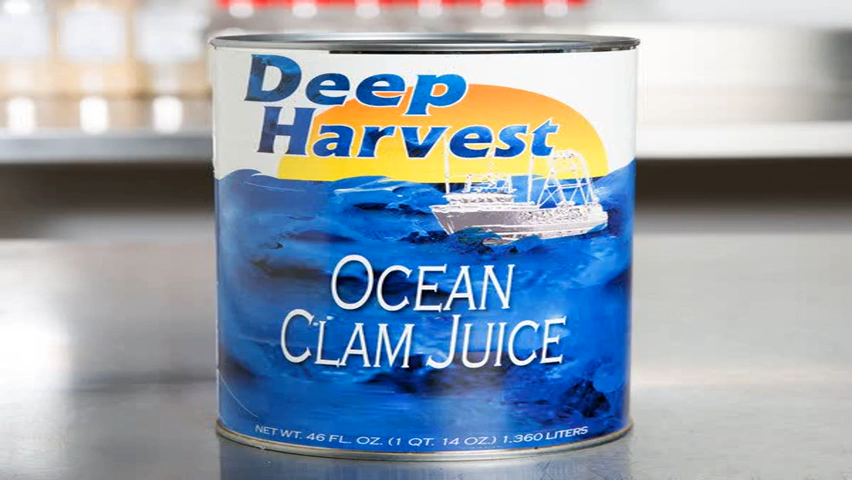 Deep
Harvest
OCEAN
CLAM JUICE
NET WT. 46 FL. OZ. (1 QT. 14 OZ.) 1.360 LITERS